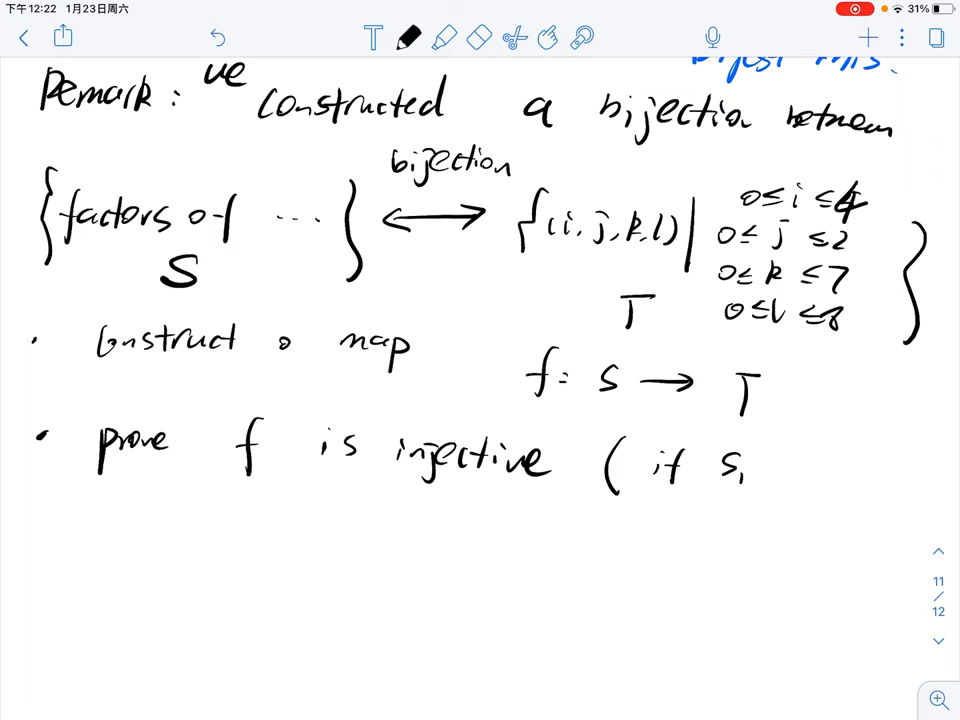 下午12:22 1月23日周六
31%
Remark: we constructed a bijection between
bijection
{factors of ...} ⟷ {(i, j, k, l) | 0≤ i ≤4
0≤ j ≤2
0≤ k ≤7
0≤ l ≤8 }
S
T
• Construct a map f: S → T
• prove f is injective ( if s₁
11
/
12